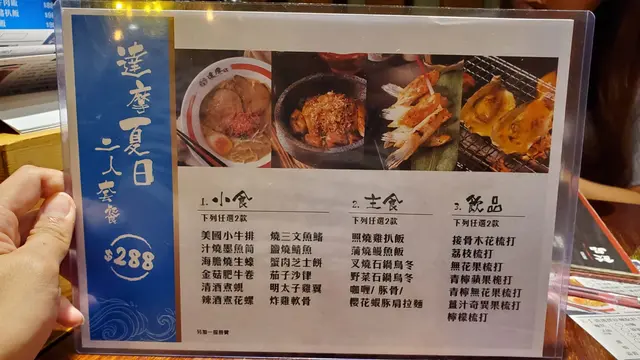 達摩夏日
二人套餐
$288
1. 小食
下列任選2款
美國小牛排
汁燒墨魚筒
海膽燒生蠔
金菇肥牛卷
清酒煮蜆
辣酒煮花螺
燒三文魚鰭
鹽燒鯖魚
蟹肉芝士餅
茄子沙律
明太子雞翼
炸雞軟骨
2. 主食
下列任選2款
照燒雞扒飯
蒲燒鰻魚飯
叉燒石鍋烏冬
野菜石鍋烏冬
咖喱/豚骨/
櫻花蝦豚肩拉麵
3. 飲品
下列任選2款
接骨木花梳打
荔枝梳打
無花果梳打
青檸蘋果梳打
青檸無花果梳打
薑汁奇異果梳打
檸檬梳打